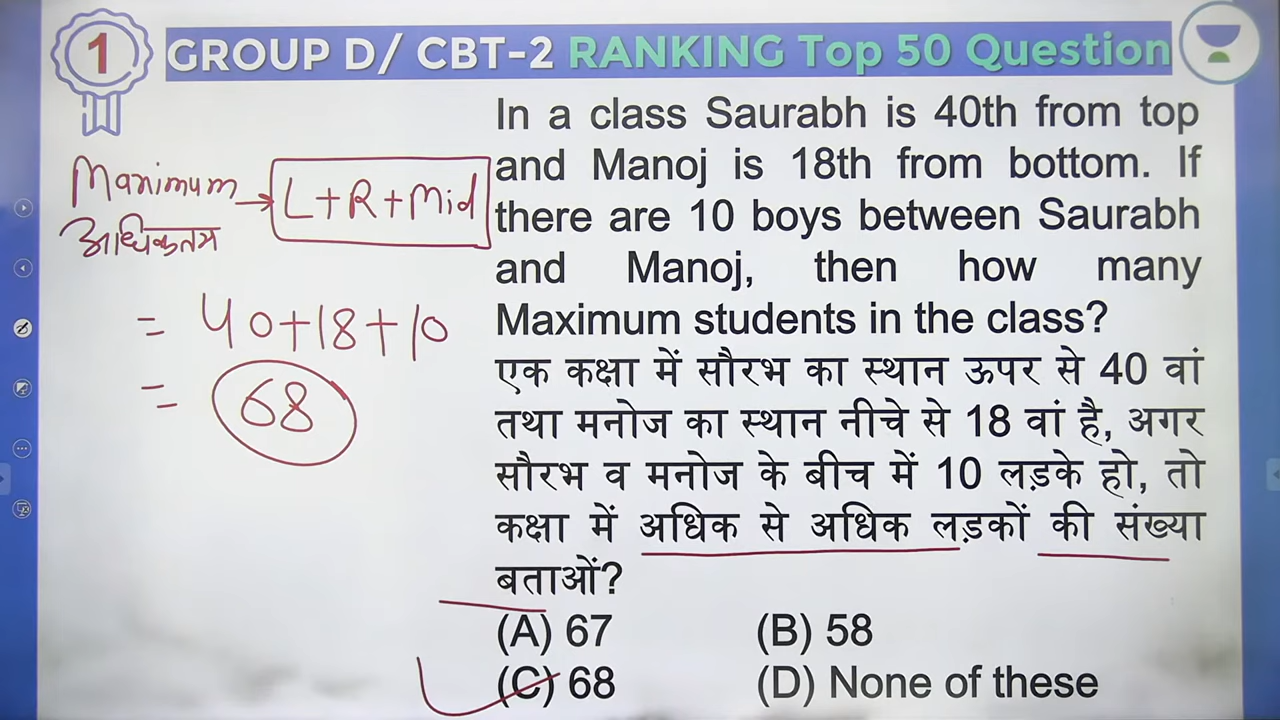 1
GROUP D/ CBT-2 RANKING Top 50 Question
In a class Saurabh is 40th from top
and Manoj is 18th from bottom. If
there are 10 boys between Saurabh
and Manoj, then how many
Maximum students in the class?
एक कक्षा में सौरभ का स्थान ऊपर से 40 वां
तथा मनोज का स्थान नीचे से 18 वां है, अगर
सौरभ व मनोज के बीच में 10 लड़के हो, तो
कक्षा में अधिक से अधिक लड़कों की संख्या
बताओं?
(A) 67 (B) 58
(C) 68 (D) None of these
Maximum → L+R+Mid
अधिकतम
= 40+18+10
= 68